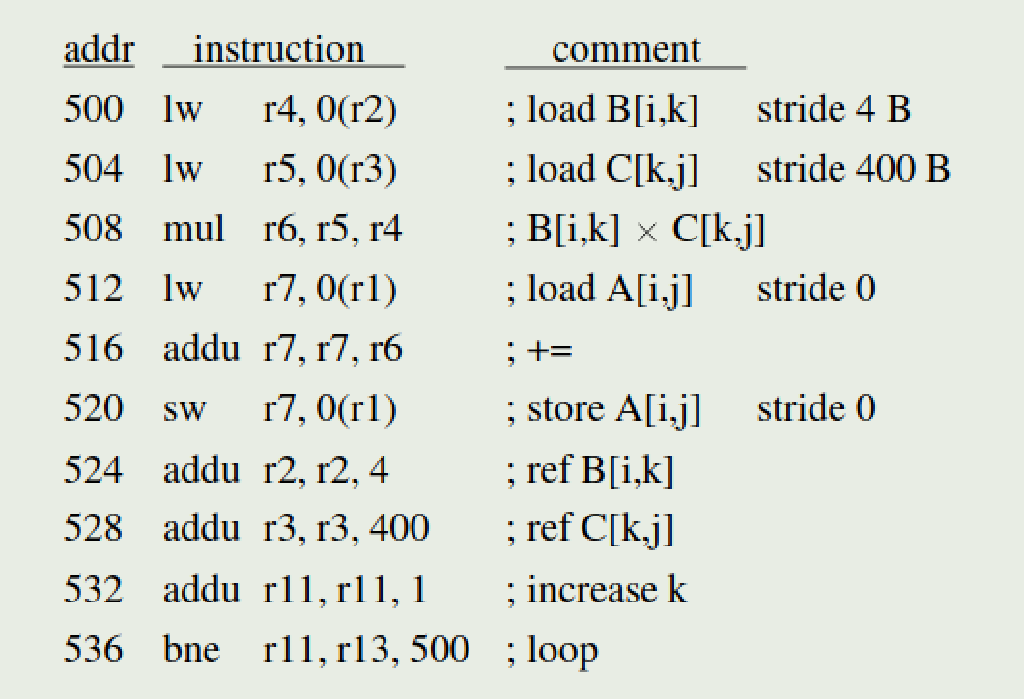 addr instruction comment
500 lw r4, 0(r2) ; load B[i,k] stride 4 B
504 lw r5, 0(r3) ; load C[k,j] stride 400 B
508 mul r6, r5, r4 ; B[i,k] × C[k,j]
512 lw r7, 0(r1) ; load A[i,j] stride 0
516 addu r7, r7, r6 ; +=
520 sw r7, 0(r1) ; store A[i,j] stride 0
524 addu r2, r2, 4 ; ref B[i,k]
528 addu r3, r3, 400 ; ref C[k,j]
532 addu r11, r11, 1 ; increase k
536 bne r11, r13, 500 ; loop